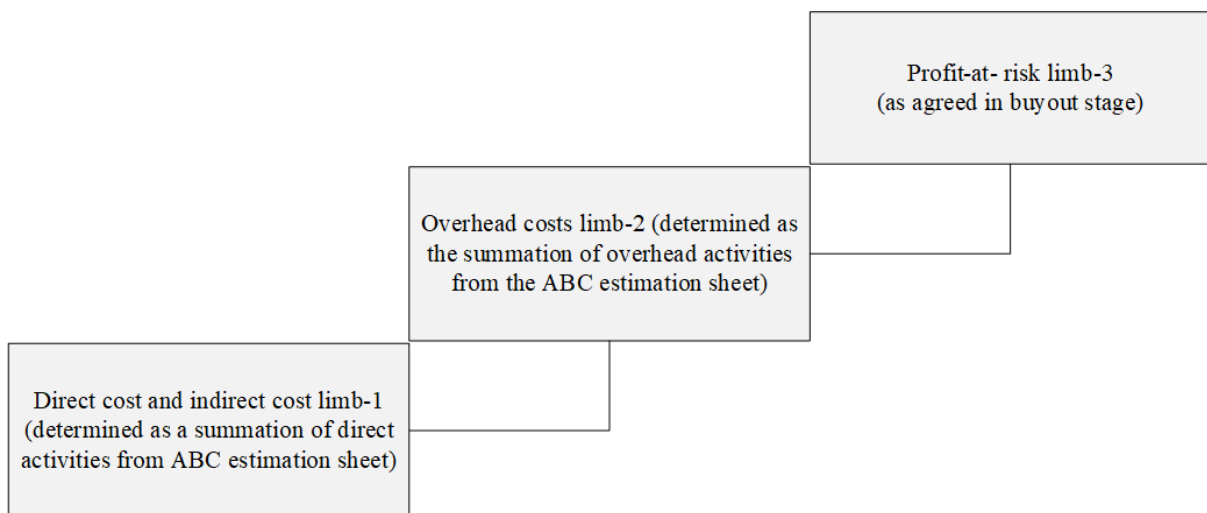 Profit-at- risk limb-3
(as agreed in buyout stage)
Overhead costs limb-2 (determined as
the summation of overhead activities
from the ABC estimation sheet)
Direct cost and indirect cost limb-1
(determined as a summation of direct
activities from ABC estimation sheet)